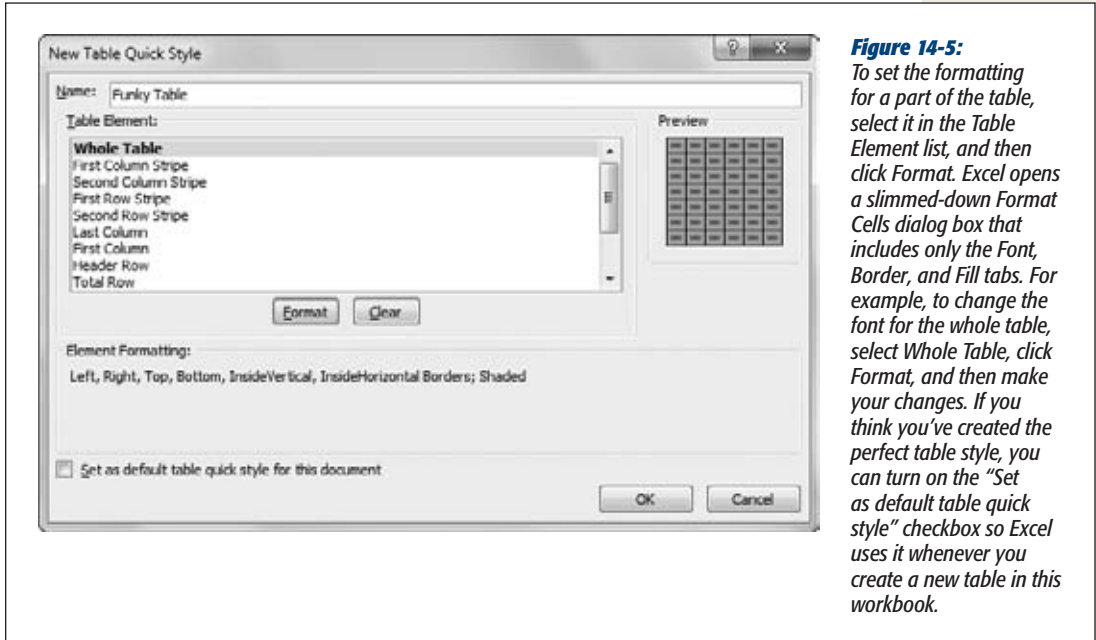 New Table Quick Style
Name: Funky Table
Table Element:
Preview
Whole Table
First Column Stripe
Second Column Stripe
First Row Stripe
Second Row Stripe
Last Column
First Column
Header Row
Total Row
Format
Clear
Element Formatting:
Left, Right, Top, Bottom, InsideVertical, InsideHorizontal Borders; Shaded
Set as default table quick style for this document
OK
Cancel
Figure 14-5:
To set the formatting
for a part of the table,
select it in the Table
Element list, and then
click Format. Excel opens
a slimmed-down Format
Cells dialog box that
includes only the Font,
Border, and Fill tabs. For
example, to change the
font for the whole table,
select Whole Table, click
Format, and then make
your changes. If you
think you’ve created the
perfect table style, you
can turn on the “Set
as default table quick
style” checkbox so Excel
uses it whenever you
create a new table in this
workbook.